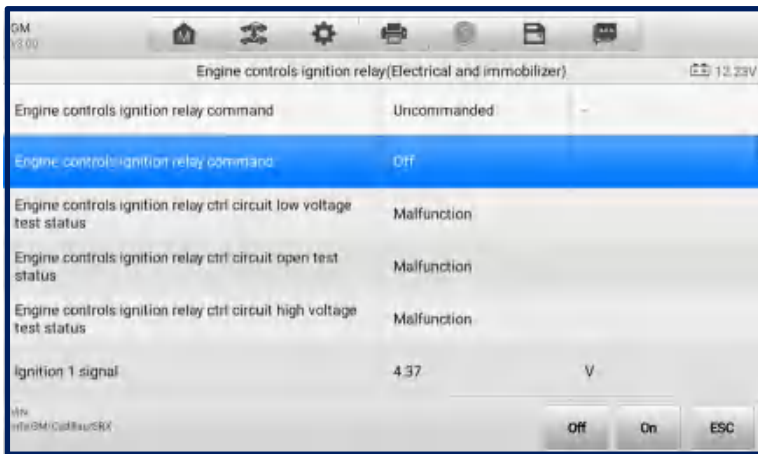 GM
V3.00
Engine controls ignition relay(Electrical and immobilizer)
12.23V
Engine controls ignition relay command Uncommanded -
Engine controls ignition relay command Off
Engine controls ignition relay ctrl circuit low voltage
test status
Malfunction
Engine controls ignition relay ctrl circuit open test
status
Malfunction
Engine controls ignition relay ctrl circuit high voltage
test status
Malfunction
Ignition 1 signal 4.37 V
VIN
Off On ESC